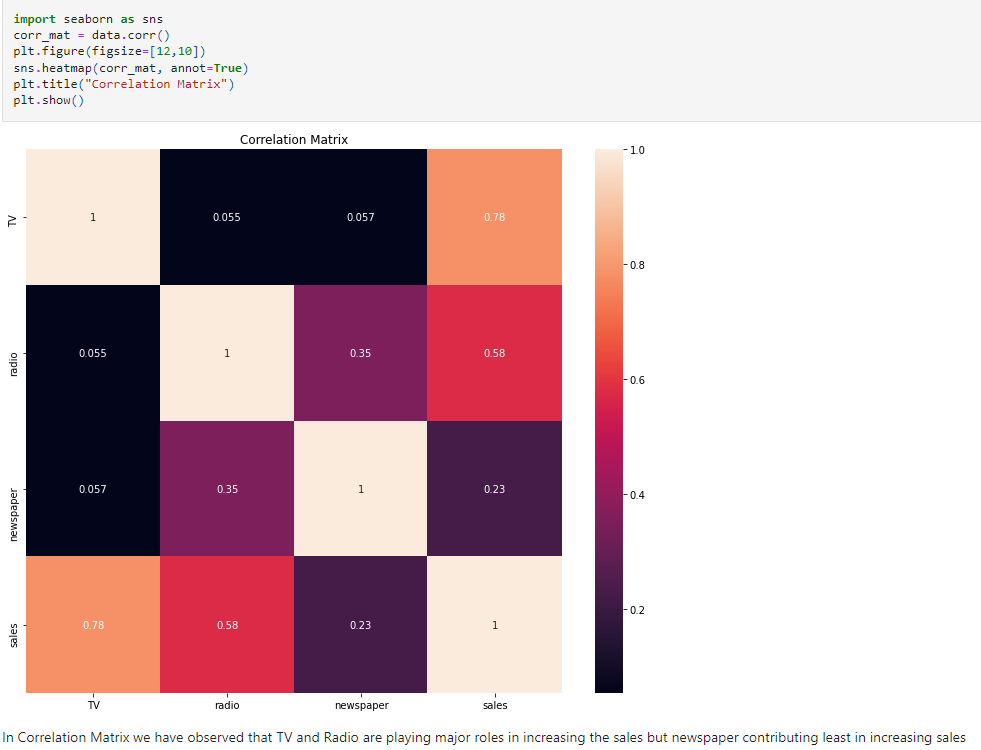 import seaborn as sns
corr_mat = data.corr()
plt.figure(figsize=[12,10])
sns.heatmap(corr_mat, annot=True)
plt.title("Correlation Matrix")
plt.show()
Correlation Matrix
TV 1 0.055 0.057 0.78
radio 0.055 1 0.35 0.58
newspaper 0.057 0.35 1 0.23
sales 0.78 0.58 0.23 1
TV radio newspaper sales
1.0
0.8
0.6
0.4
0.2
In Correlation Matrix we have observed that TV and Radio are playing major roles in increasing the sales but newspaper contributing least in increasing sales